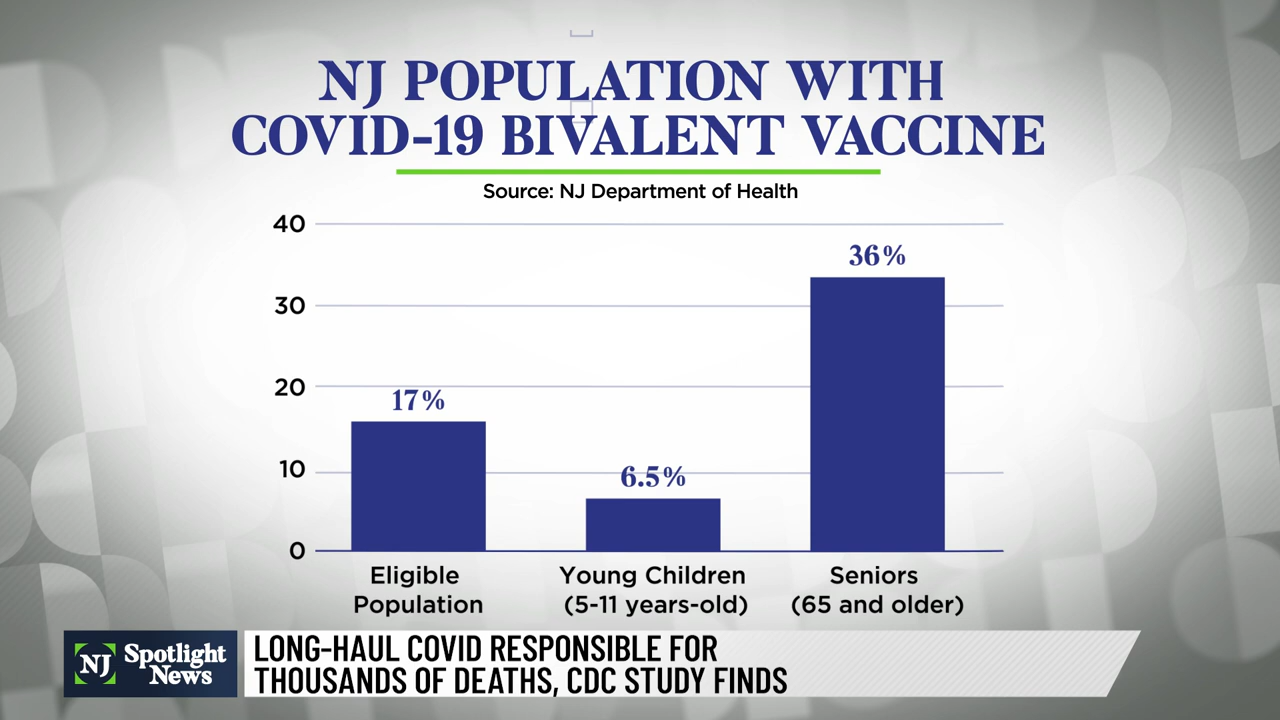 NJ POPULATION WITH
COVID-19 BIVALENT VACCINE
Source: NJ Department of Health
40
30
20
10
0
17%
6.5%
36%
Eligible
Population
Young Children
(5-11 years-old)
Seniors
(65 and older)
NJ Spotlight
News
LONG-HAUL COVID RESPONSIBLE FOR
THOUSANDS OF DEATHS, CDC STUDY FINDS